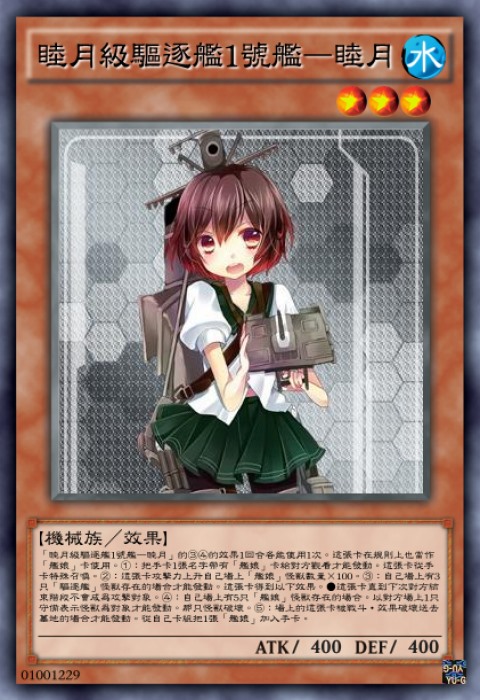 睦月級驅逐艦1號艦—睦月
水
【機械族／效果】
「睦月級驅逐艦1號艦—睦月」的③④的效果1回合各能使用1次。這張卡在規則上也當作
「艦娘」卡使用。①：把手卡1張名字帶有「艦娘」卡給對方觀看才能發動。這張卡從手
卡特殊召喚。②：這張卡攻擊力上升自己場上「艦娘」怪獸數量×100。③：自己場上有3
只「驅逐艦」怪獸存在的場合才能發動。這張卡得到以下效果。●這張卡直到下次對方結
束階段不會成為攻擊對象。④：自己場上有5只「艦娘」怪獸存在的場合。以對方場上1只
守備表示怪獸為對象才能發動。那只怪獸破壞。⑤：場上的這張卡被戰斗·效果破壞送去
墓地的場合才能發動。從自己卡組把1張「艦娘」加入手卡。
ATK/ 400 DEF/ 400
01001229